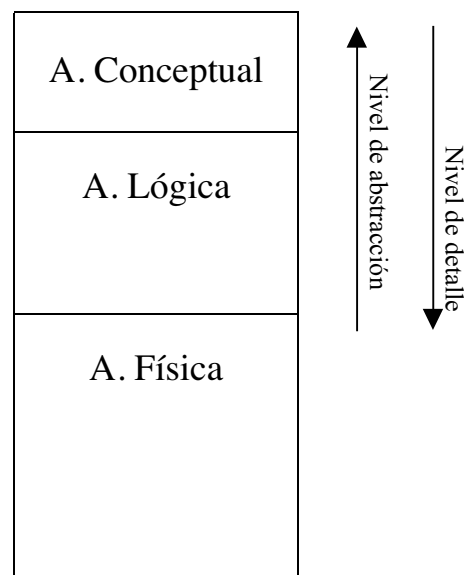 A. Conceptual
A. Lógica
A. Física
Nivel de abstracción
Nivel de detalle